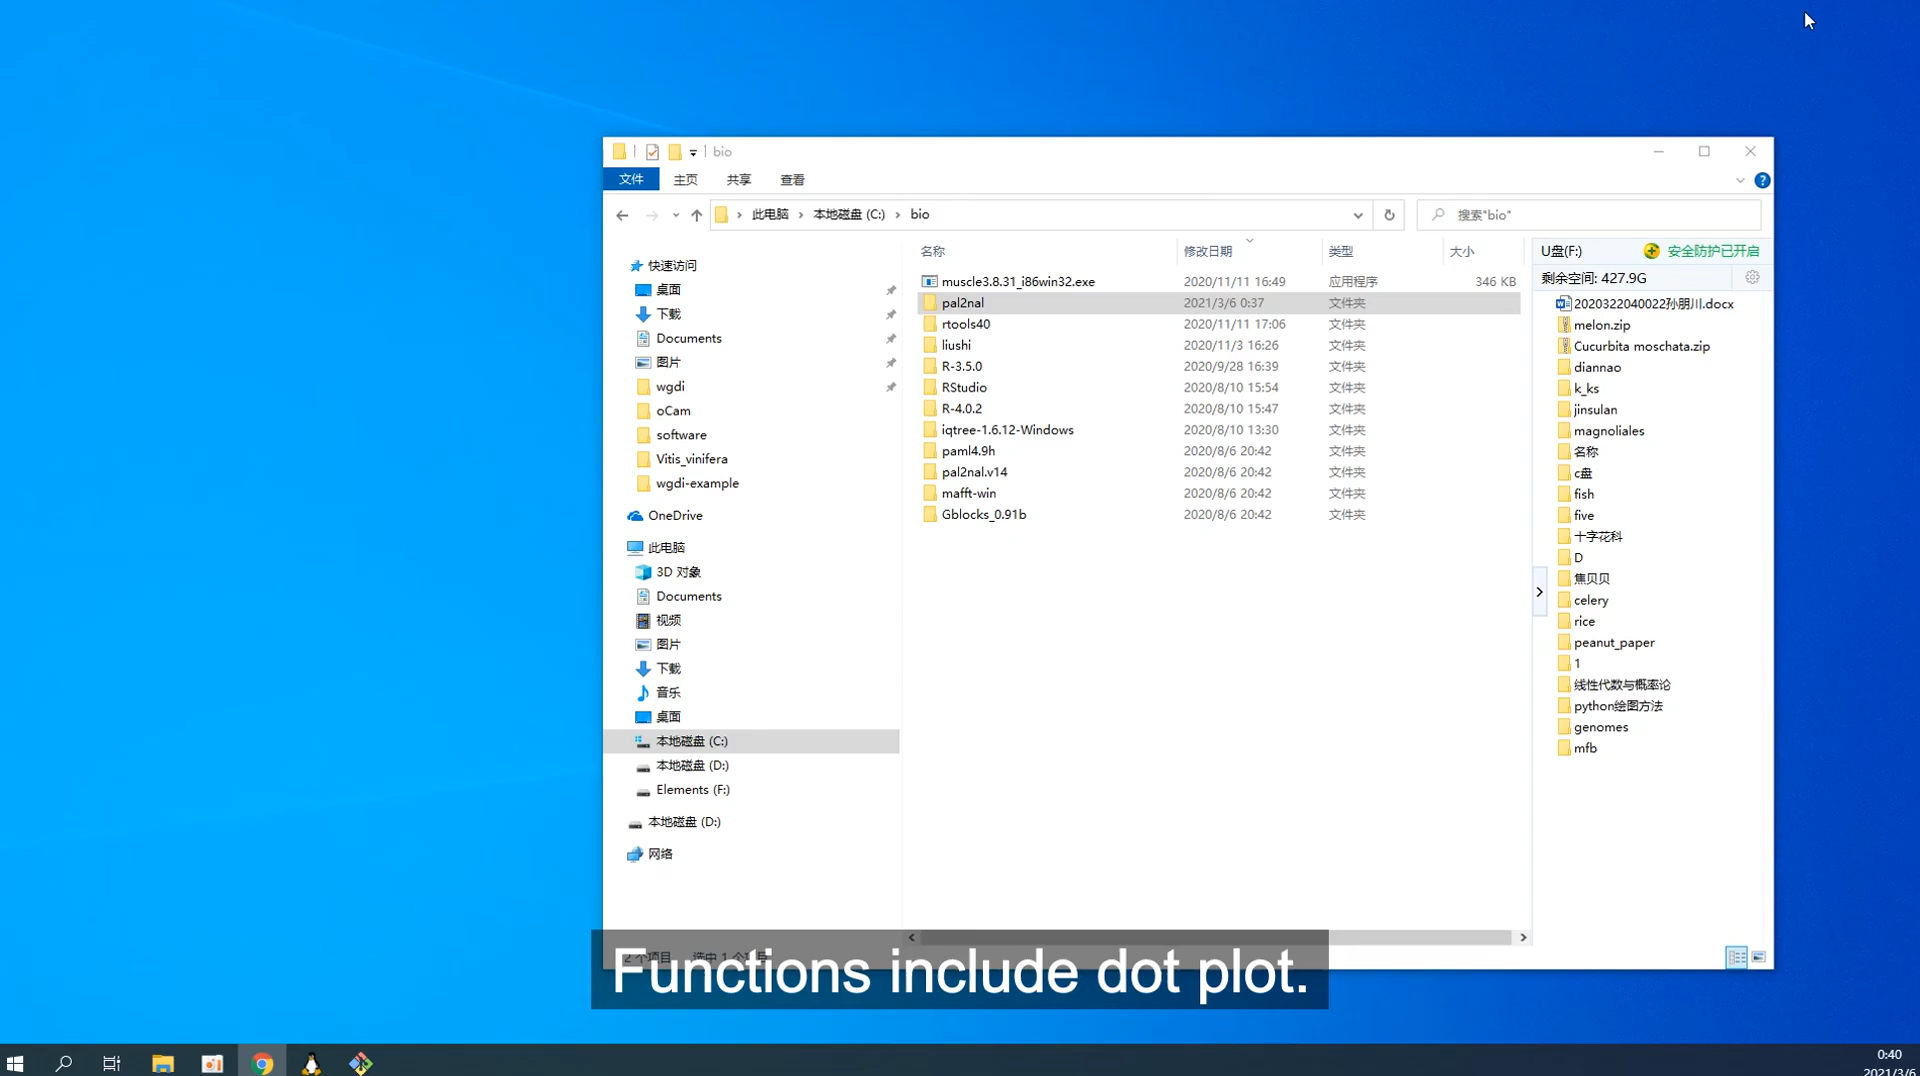 bio
文件 主页 共享 查看
此电脑 本地磁盘 (C:) bio
搜索"bio"
快速访问
桌面
下载
Documents
图片
wgdi
oCam
software
Vitis_vinifera
wgdi-example
OneDrive
此电脑
3D 对象
Documents
视频
图片
下载
音乐
桌面
本地磁盘 (C:)
本地磁盘 (D:)
Elements (F:)
本地磁盘 (D:)
网络
名称 修改日期 类型 大小
muscle3.8.31_i86win32.exe 2020/11/11 16:49 应用程序 346 KB
pal2nal 2021/3/6 0:37 文件夹
rtools40 2020/11/11 17:06 文件夹
liushi 2020/11/3 16:26 文件夹
R-3.5.0 2020/9/28 16:39 文件夹
RStudio 2020/8/10 15:54 文件夹
R-4.0.2 2020/8/10 15:47 文件夹
iqtree-1.6.12-Windows 2020/8/10 13:30 文件夹
paml4.9h 2020/8/6 20:42 文件夹
pal2nal.v14 2020/8/6 20:42 文件夹
mafft-win 2020/8/6 20:42 文件夹
Gblocks_0.91b 2020/8/6 20:42 文件夹
U盘(F:) 安全防护已开启
剩余空间: 427.9G
2020322040022孙朋川.docx
melon.zip
Cucurbita moschata.zip
diannao
k_ks
jinsulan
magnoliales
名称
c盘
fish
five
十字花科
D
焦贝贝
celery
rice
peanut_paper
1
线性代数与概率论
python绘图方法
genomes
mfb
Functions include dot plot.
0:40
2021/3/6